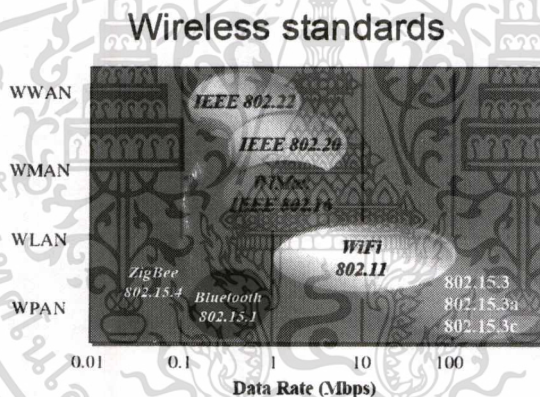 Wireless standards
WWAN
IEEE 802.22
IEEE 802.20
WMAN
WiMax
IEEE 802.16
WLAN
WiFi
802.11
ZigBee
802.15.4
Bluetooth
802.15.1
802.15.3
802.15.3a
802.15.3c
WPAN
0.01 0.1 1 10 100
Data Rate (Mbps)